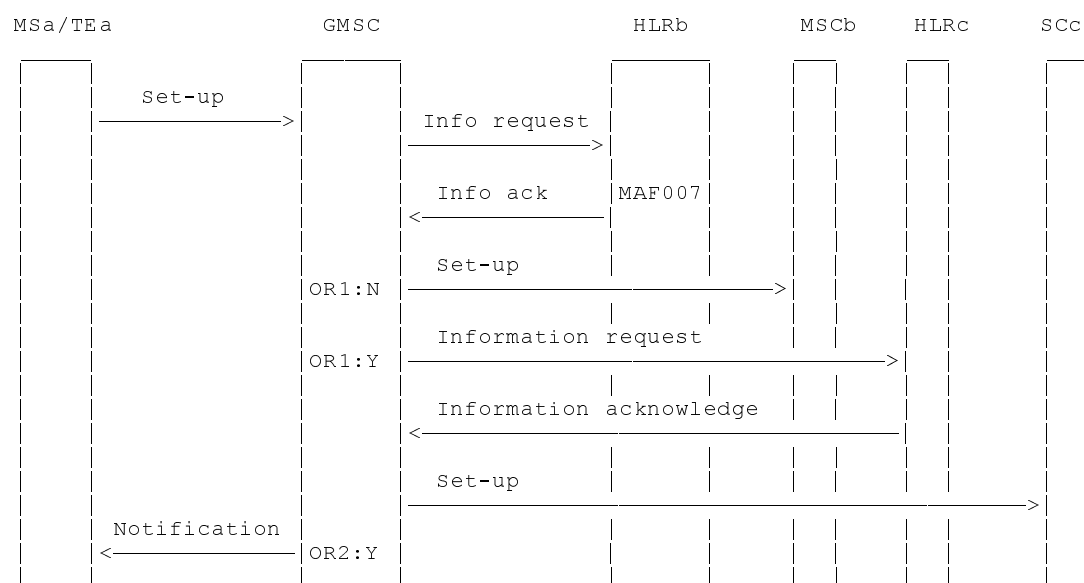 MSa/TEa GMSC HLRb MSCb HLRc SCc
Set-up
Info request
Info ack MAF007
Set-up
OR1:N
Information request
OR1:Y
Information acknowledge
Set-up
Notification
OR2:Y